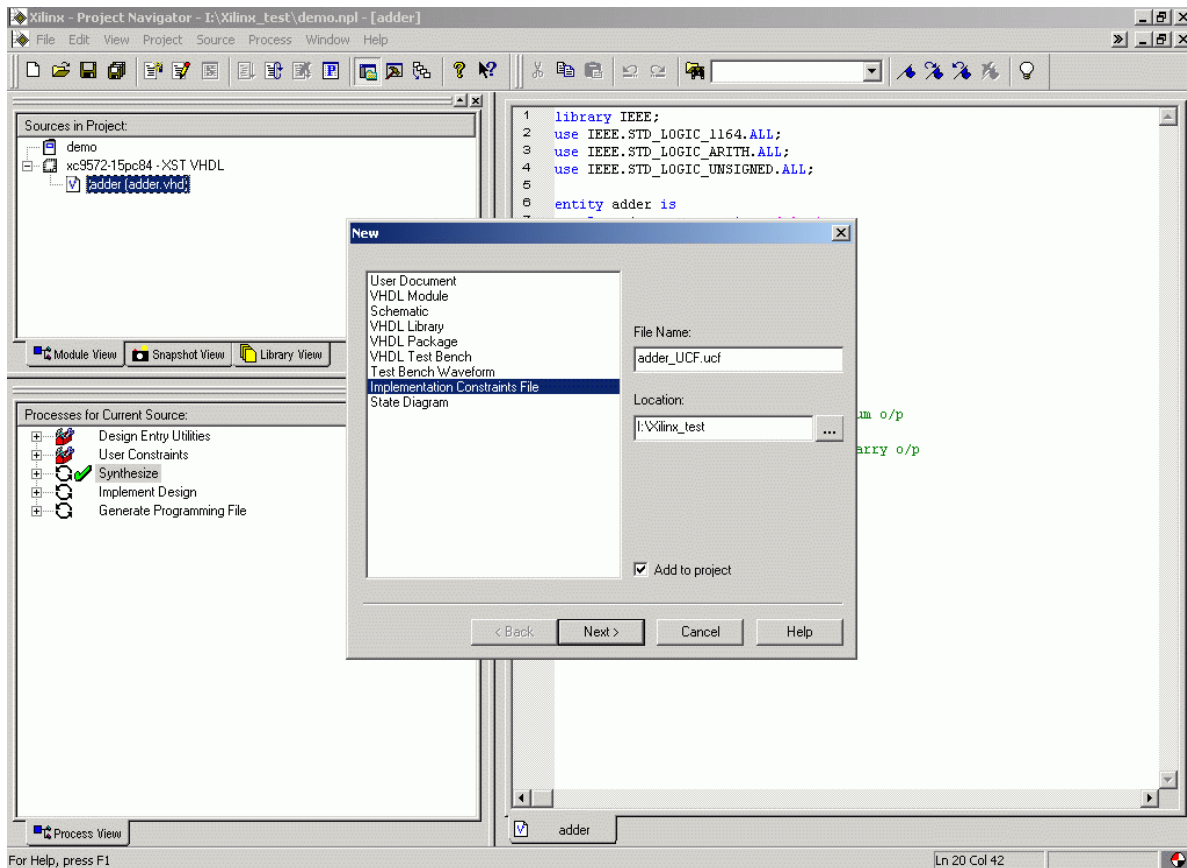 Xilinx - Project Navigator - I:\Xilinx_test\demo.npl - [adder]
File Edit View Project Source Process Window Help
Sources in Project:
demo
xc9572-15pc84 - XST VHDL
adder (adder.vhd)
Module View Snapshot View Library View
Processes for Current Source:
Design Entry Utilities
User Constraints
Synthesize
Implement Design
Generate Programming File
Process View
1 library IEEE;
2 use IEEE.STD_LOGIC_1164.ALL;
3 use IEEE.STD_LOGIC_ARITH.ALL;
4 use IEEE.STD_LOGIC_UNSIGNED.ALL;
5
6 entity adder is
um o/p
arry o/p
adder
New
User Document
VHDL Module
Schematic
VHDL Library
VHDL Package
VHDL Test Bench
Test Bench Waveform
Implementation Constraints File
State Diagram
File Name:
adder_UCF.ucf
Location:
I:\Xilinx_test
...
Add to project
< Back Next > Cancel Help
For Help, press F1
Ln 20 Col 42